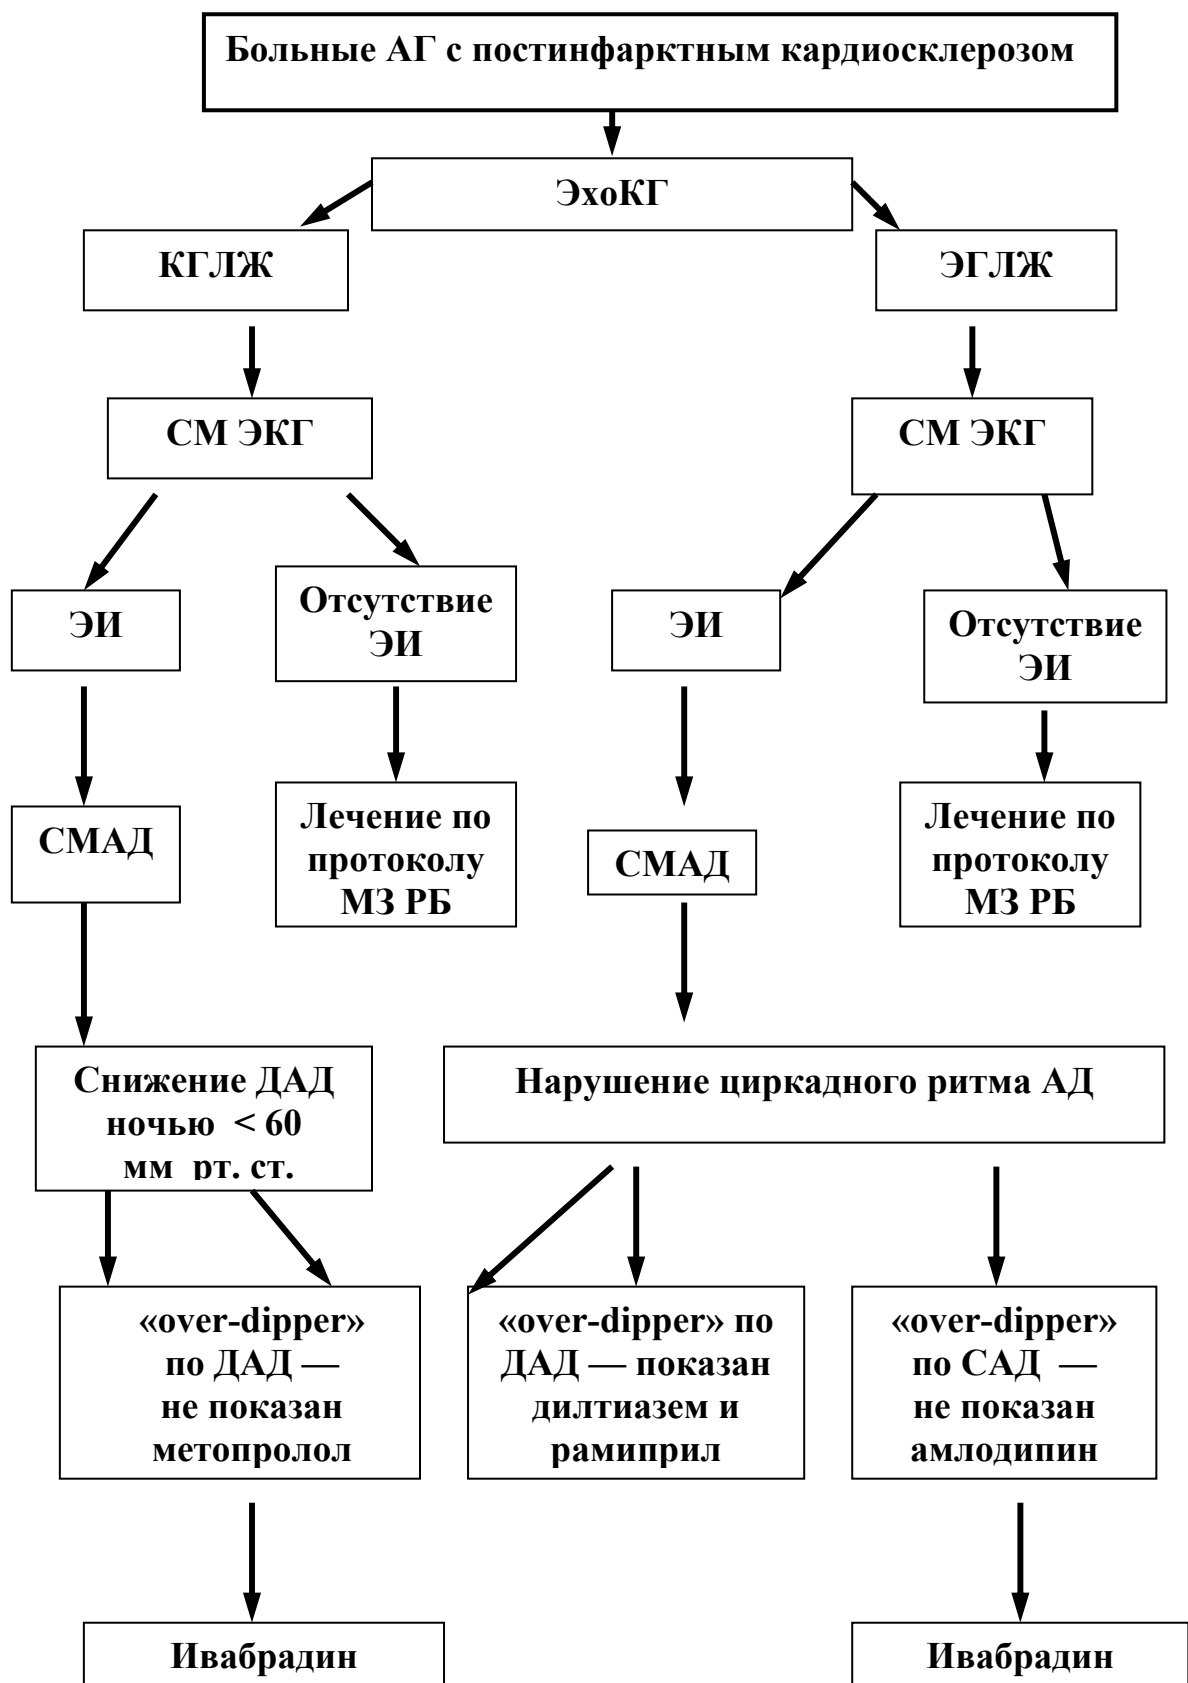 Больные АГ с постинфарктным кардиосклерозом
ЭхоКГ
КГЛЖ
ЭГЛЖ
СМ ЭКГ
СМ ЭКГ
ЭИ
Отсутствие
ЭИ
ЭИ
Отсутствие
ЭИ
СМАД
Лечение по
протоколу
МЗ РБ
СМАД
Лечение по
протоколу
МЗ РБ
Снижение ДАД
ночью < 60
мм рт. ст.
Нарушение циркадного ритма АД
«over-dipper»
по ДАД —
не показан
метопролол
«over-dipper» по
ДАД — показан
дилтиазем и
рамиприл
«over-dipper»
по САД —
не показан
амлодипин
Ивабрадин
Ивабрадин